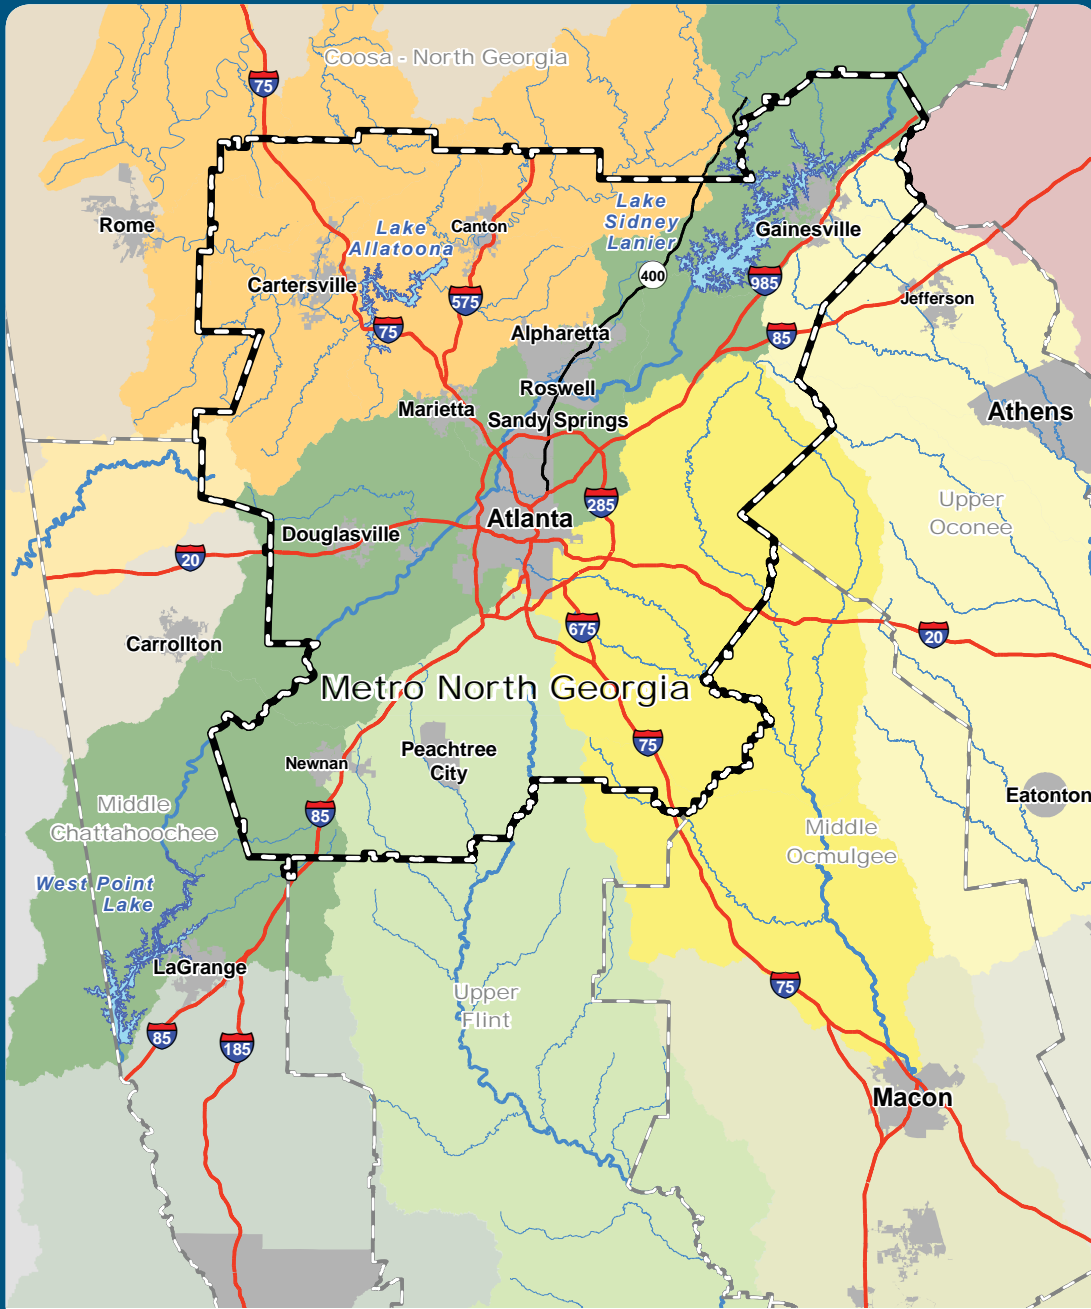 Coosa - North Georgia
75
Rome
Lake
Allatoona
Canton
Lake
Sidney
Lanier
Gainesville
Cartersville
400
985
575
Jefferson
75
Alpharetta
85
Roswell
Marietta
Sandy Springs
Athens
285
Upper
Oconee
Atlanta
Douglasville
20
675
20
Carrollton
Metro North Georgia
75
Peachtree
City
Newnan
Eatonton
Middle
Chattahoochee
85
Middle
Ocmulgee
West Point
Lake
LaGrange
75
Upper
Flint
85
185
Macon